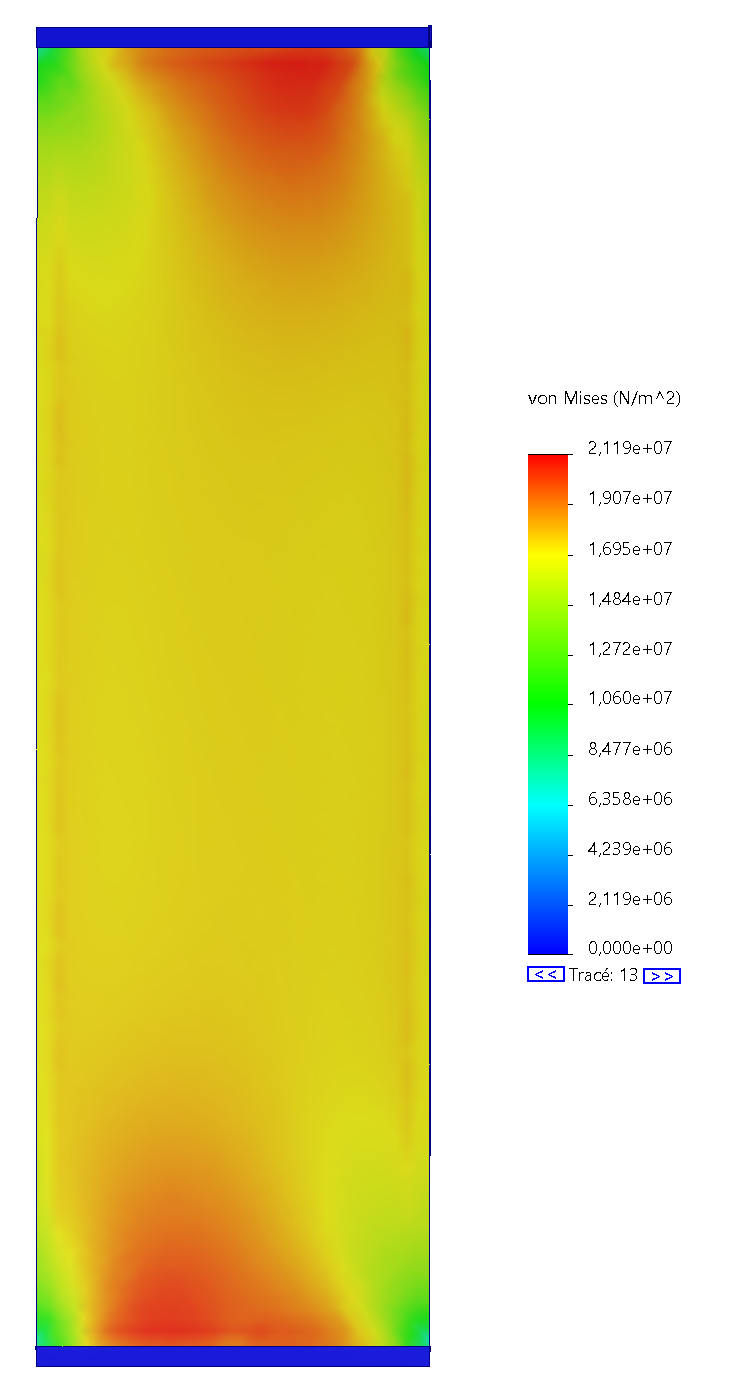 von Mises (N/m^2)
2,119e+07
1,907e+07
1,695e+07
1,484e+07
1,272e+07
1,060e+07
8,477e+06
6,358e+06
4,239e+06
2,119e+06
0,000e+00
<< Tracé: 13 >>